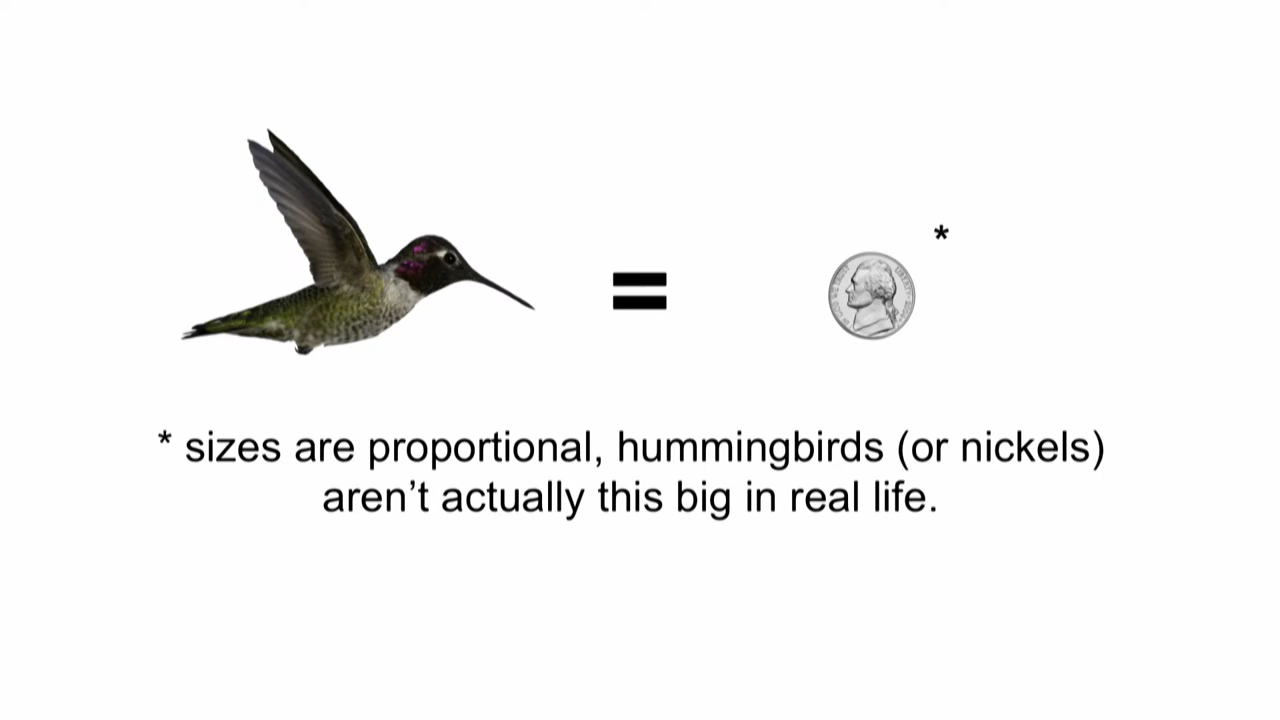 =
*
* sizes are proportional, hummingbirds (or nickels)
aren't actually this big in real life.